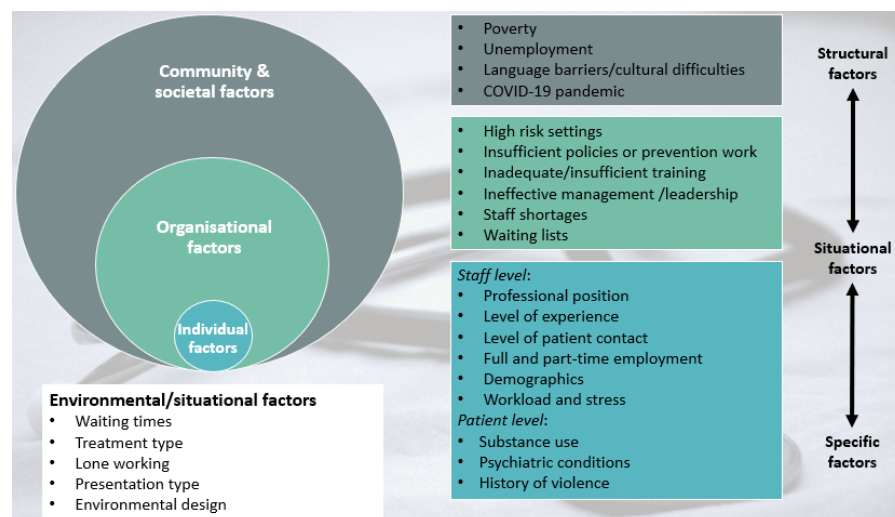 Community &
societal factors
Organisational
factors
Individual
factors
Environmental/situational factors
• Waiting times
• Treatment type
• Lone working
• Presentation type
• Environmental design
• Poverty
• Unemployment
• Language barriers/cultural difficulties
• COVID-19 pandemic
• High risk settings
• Insufficient policies or prevention work
• Inadequate/insufficient training
• Ineffective management /leadership
• Staff shortages
• Waiting lists
Staff level:
• Professional position
• Level of experience
• Level of patient contact
• Full and part-time employment
• Demographics
• Workload and stress
Patient level:
• Substance use
• Psychiatric conditions
• History of violence
Structural
factors
Situational
factors
Specific
factors